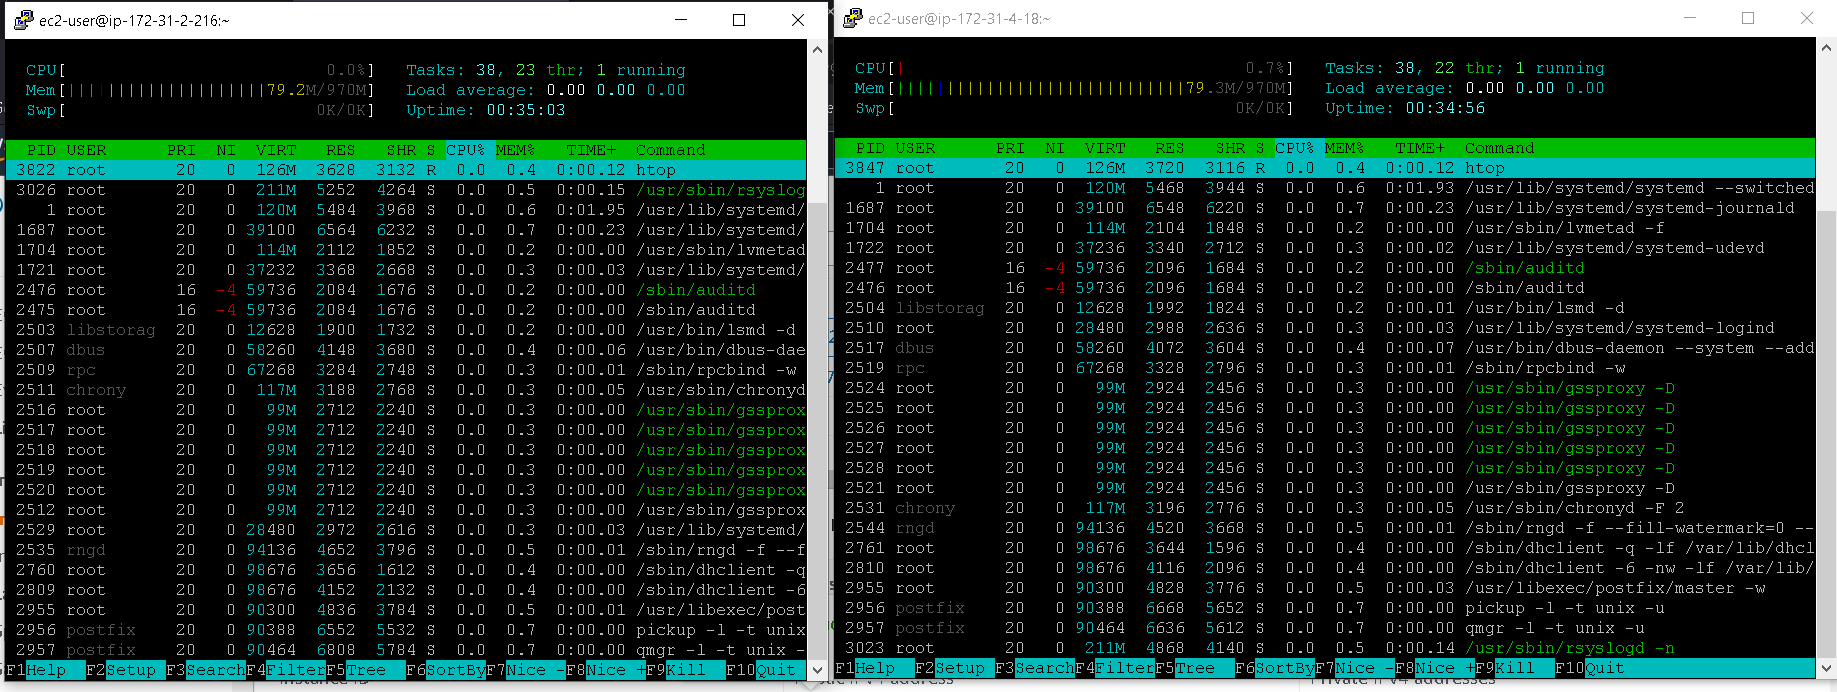 ec2-user@ip-172-31-2-216:~
CPU[ 0.0%] Tasks: 38, 23 thr; 1 running
Mem[|||||||||||||||||||||79.2M/970M] Load average: 0.00 0.00 0.00
Swp[ 0K/0K] Uptime: 00:35:03
PID USER PRI NI VIRT RES SHR S CPU% MEM% TIME+ Command
3822 root 20 0 126M 3628 3132 R 0.0 0.4 0:00.12 htop
3026 root 20 0 211M 5252 4264 S 0.0 0.5 0:00.15 /usr/sbin/rsyslog
1 root 20 0 120M 5484 3968 S 0.0 0.6 0:01.95 /usr/lib/systemd/
1687 root 20 0 39100 6564 6232 S 0.0 0.7 0:00.23 /usr/lib/systemd/
1704 root 20 0 114M 2112 1852 S 0.0 0.2 0:00.00 /usr/sbin/lvmetad
1721 root 20 0 37232 3368 2668 S 0.0 0.3 0:00.03 /usr/lib/systemd/
2476 root 16 -4 59736 2084 1676 S 0.0 0.2 0:00.00 /sbin/auditd
2475 root 16 -4 59736 2084 1676 S 0.0 0.2 0:00.00 /sbin/auditd
2503 libstorag 20 0 12628 1900 1732 S 0.0 0.2 0:00.00 /usr/bin/lsmd -d
2507 dbus 20 0 58260 4148 3680 S 0.0 0.4 0:00.06 /usr/bin/dbus-dae
2509 rpc 20 0 67268 3284 2748 S 0.0 0.3 0:00.01 /sbin/rpcbind -w
2511 chrony 20 0 117M 3188 2768 S 0.0 0.3 0:00.05 /usr/sbin/chronyd
2516 root 20 0 99M 2712 2240 S 0.0 0.3 0:00.00 /usr/sbin/gssprox
2517 root 20 0 99M 2712 2240 S 0.0 0.3 0:00.00 /usr/sbin/gssprox
2518 root 20 0 99M 2712 2240 S 0.0 0.3 0:00.00 /usr/sbin/gssprox
2519 root 20 0 99M 2712 2240 S 0.0 0.3 0:00.00 /usr/sbin/gssprox
2520 root 20 0 99M 2712 2240 S 0.0 0.3 0:00.00 /usr/sbin/gssprox
2512 root 20 0 99M 2712 2240 S 0.0 0.3 0:00.00 /usr/sbin/gssprox
2529 root 20 0 28480 2972 2616 S 0.0 0.3 0:00.03 /usr/lib/systemd/
2535 rngd 20 0 94136 4652 3796 S 0.0 0.5 0:00.01 /sbin/rngd -f --f
2760 root 20 0 98676 3656 1612 S 0.0 0.4 0:00.00 /sbin/dhclient -q
2809 root 20 0 98676 4152 2132 S 0.0 0.4 0:00.00 /sbin/dhclient -6
2955 root 20 0 90300 4836 3784 S 0.0 0.5 0:00.01 /usr/libexec/post
2956 postfix 20 0 90388 6552 5532 S 0.0 0.7 0:00.00 pickup -l -t unix
2957 postfix 20 0 90464 6808 5784 S 0.0 0.7 0:00.00 qmgr -l -t unix -
F1Help F2Setup F3SearchF4FilterF5Tree F6SortByF7Nice -F8Nice +F9Kill F10Quit
ec2-user@ip-172-31-4-18:~
CPU[| 0.7%] Tasks: 38, 22 thr; 1 running
Mem[|||||||||||||||||||||||||||||79.3M/970M] Load average: 0.00 0.00 0.00
Swp[ 0K/0K] Uptime: 00:34:56
PID USER PRI NI VIRT RES SHR S CPU% MEM% TIME+ Command
3847 root 20 0 126M 3720 3116 R 0.0 0.4 0:00.12 htop
1 root 20 0 120M 5468 3944 S 0.0 0.6 0:01.93 /usr/lib/systemd/systemd --switched
1687 root 20 0 39100 6548 6220 S 0.0 0.7 0:00.23 /usr/lib/systemd/systemd-journald
1704 root 20 0 114M 2104 1848 S 0.0 0.2 0:00.00 /usr/sbin/lvmetad -f
1722 root 20 0 37236 3340 2712 S 0.0 0.3 0:00.02 /usr/lib/systemd/systemd-udevd
2477 root 16 -4 59736 2096 1684 S 0.0 0.2 0:00.00 /sbin/auditd
2476 root 16 -4 59736 2096 1684 S 0.0 0.2 0:00.00 /sbin/auditd
2504 libstorag 20 0 12628 1992 1824 S 0.0 0.2 0:00.01 /usr/bin/lsmd -d
2510 root 20 0 28480 2988 2636 S 0.0 0.3 0:00.03 /usr/lib/systemd/systemd-logind
2517 dbus 20 0 58260 4072 3604 S 0.0 0.4 0:00.07 /usr/bin/dbus-daemon --system --add
2519 rpc 20 0 67268 3328 2796 S 0.0 0.3 0:00.01 /sbin/rpcbind -w
2524 root 20 0 99M 2924 2456 S 0.0 0.3 0:00.00 /usr/sbin/gssproxy -D
2525 root 20 0 99M 2924 2456 S 0.0 0.3 0:00.00 /usr/sbin/gssproxy -D
2526 root 20 0 99M 2924 2456 S 0.0 0.3 0:00.00 /usr/sbin/gssproxy -D
2527 root 20 0 99M 2924 2456 S 0.0 0.3 0:00.00 /usr/sbin/gssproxy -D
2528 root 20 0 99M 2924 2456 S 0.0 0.3 0:00.00 /usr/sbin/gssproxy -D
2521 root 20 0 99M 2924 2456 S 0.0 0.3 0:00.00 /usr/sbin/gssproxy -D
2531 chrony 20 0 117M 3196 2776 S 0.0 0.3 0:00.05 /usr/sbin/chronyd -F 2
2544 rngd 20 0 94136 4520 3668 S 0.0 0.5 0:00.01 /sbin/rngd -f --fill-watermark=0 --
2761 root 20 0 98676 3644 1596 S 0.0 0.4 0:00.00 /sbin/dhclient -q -lf /var/lib/dhcl
2810 root 20 0 98676 4116 2096 S 0.0 0.4 0:00.00 /sbin/dhclient -6 -nw -lf /var/lib/
2955 root 20 0 90300 4828 3776 S 0.0 0.5 0:00.03 /usr/libexec/postfix/master -w
2956 postfix 20 0 90388 6668 5652 S 0.0 0.7 0:00.00 pickup -l -t unix -u
2957 postfix 20 0 90464 6636 5612 S 0.0 0.7 0:00.00 qmgr -l -t unix -u
3023 root 20 0 211M 4868 4140 S 0.0 0.5 0:00.14 /usr/sbin/rsyslogd -n
F1Help F2Setup F3SearchF4FilterF5Tree F6SortByF7Nice -F8Nice +F9Kill F10Quit